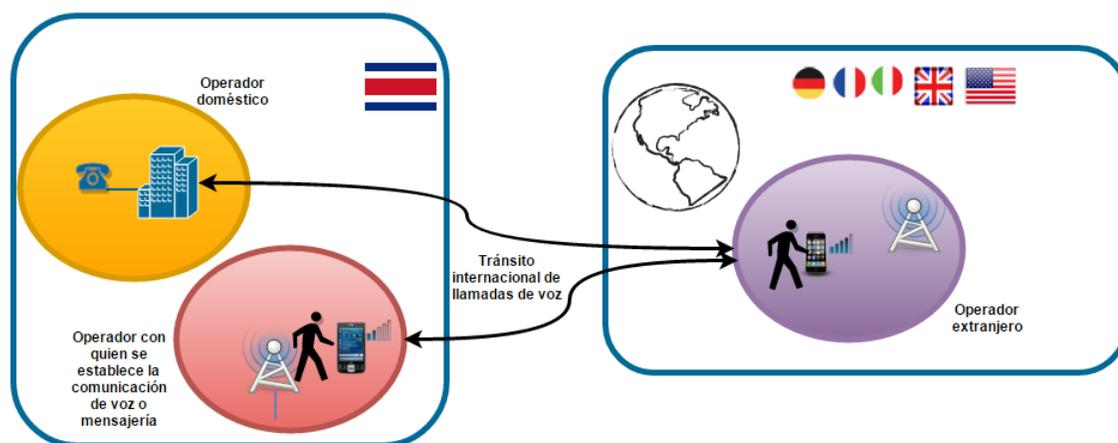 Operador
doméstico
Tránsito
internacional de
llamadas de voz
Operador con
quien se
establece la
comunicación
de voz o
mensajería
Operador
extranjero